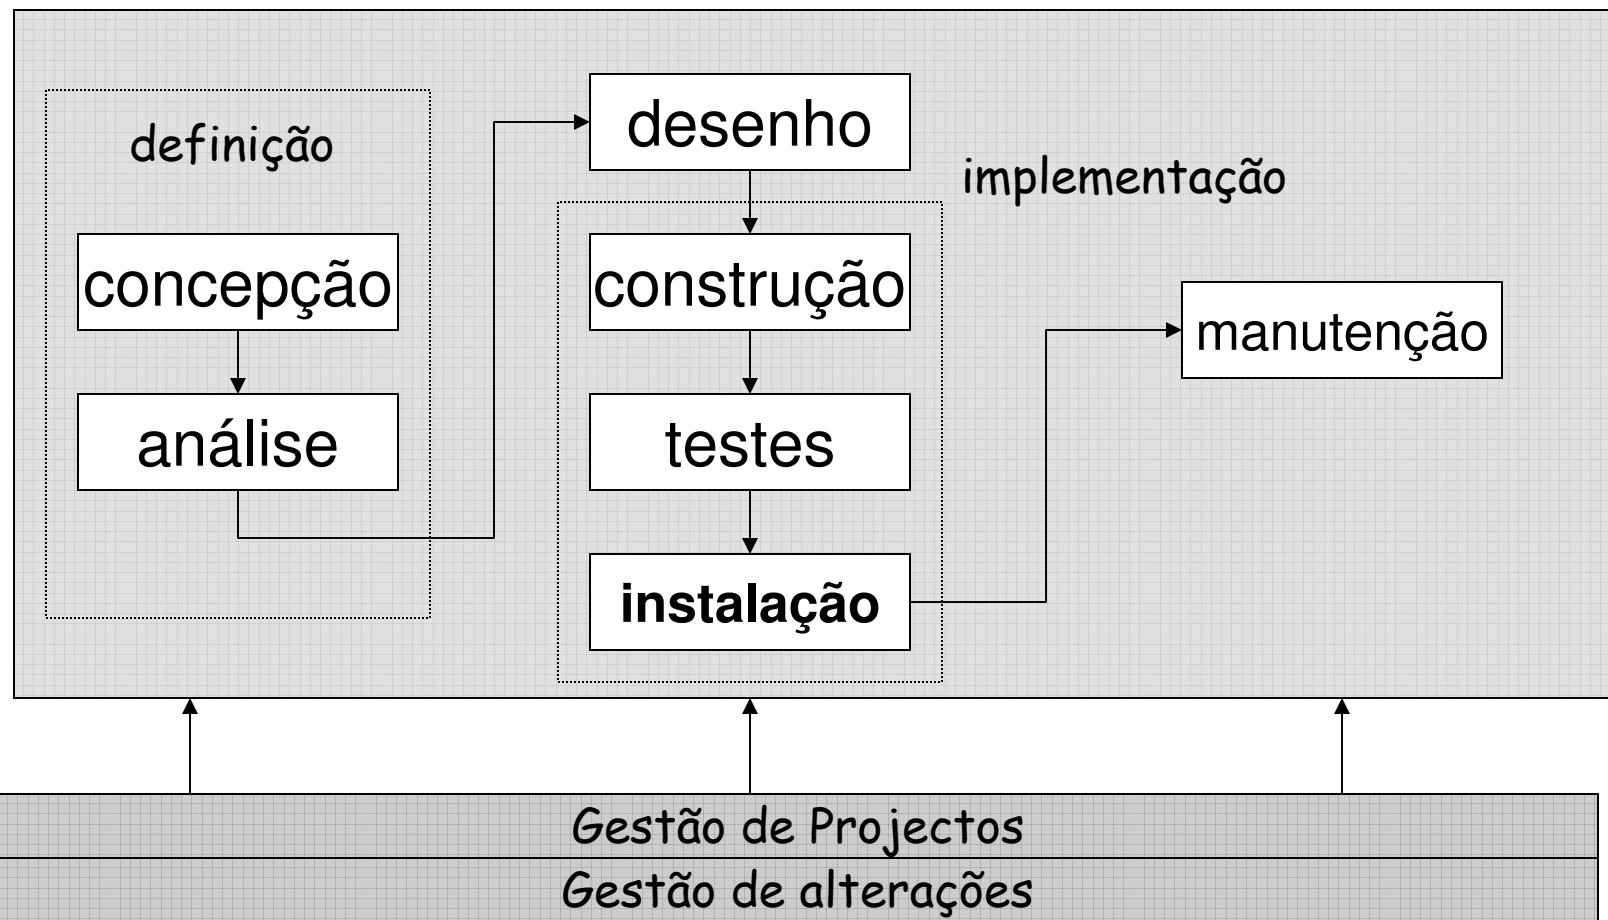 definição
concepção
análise
desenho
implementação
construção
testes
instalação
manutenção
Gestão de Projectos
Gestão de alterações